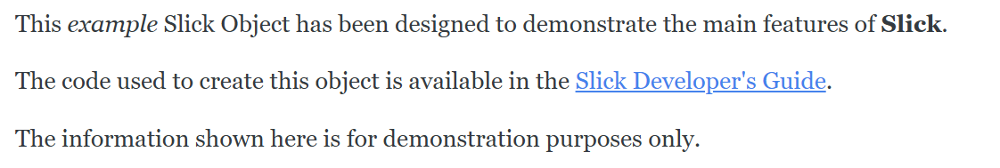 This example Slick Object has been designed to demonstrate the main features of Slick.
The code used to create this object is available in the Slick Developer's Guide.
The information shown here is for demonstration purposes only.